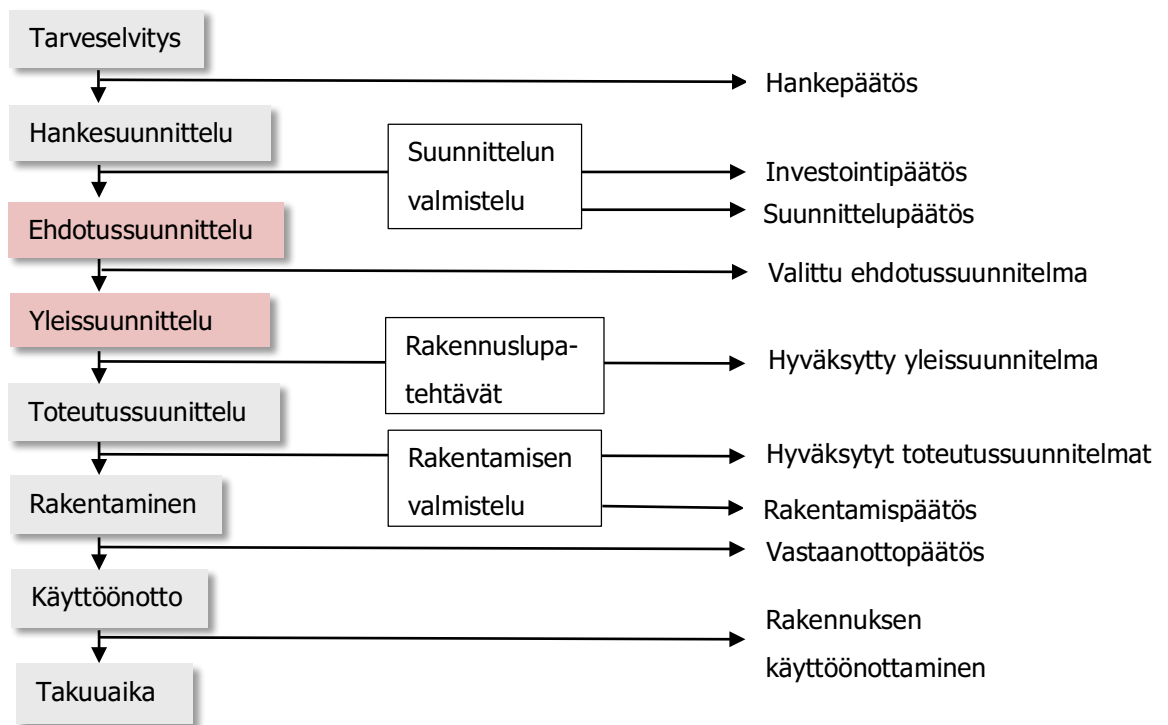 Tarveselvitys
Hankepäätös
Hankesuunnittelu
Suunnittelun
valmistelu
Investointipäätös
Suunnittelupäätös
Ehdotussuunnittelu
Valittu ehdotussuunnitelma
Yleissuunnittelu
Rakennuslupa-
tehtävät
Hyväksytty yleissuunnitelma
Toteutussuunittelu
Rakentamisen
valmistelu
Hyväksytyt toteutussuunnitelmat
Rakentamispäätös
Rakentaminen
Vastaanottopäätös
Käyttöönotto
Rakennuksen
käyttöönottaminen
Takuuaika